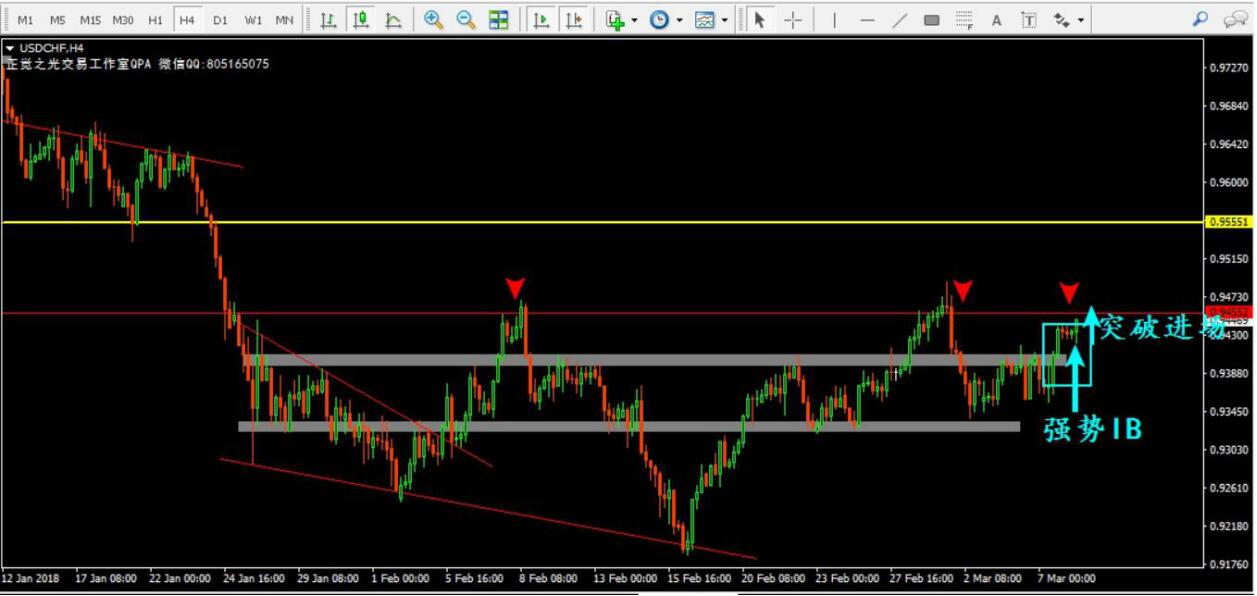 M1 M5 M15 M30 H1 H4 D1 W1 MN
USDCHF,H4
正觉之光交易工作室QPA 微信QQ:805165075
0.97270
0.96840
0.96420
0.96000
0.95551
0.95150
0.94730
0.94552
突破进场
0.94300
0.93880
0.93450
强势IB
0.93030
0.92610
0.92180
0.91760
12 Jan 2018 17 Jan 08:00 22 Jan 00:00 24 Jan 16:00 29 Jan 08:00 1 Feb 00:00 5 Feb 16:00 8 Feb 08:00 13 Feb 00:00 15 Feb 16:00 20 Feb 08:00 23 Feb 00:00 27 Feb 16:00 2 Mar 08:00 7 Mar 00:00